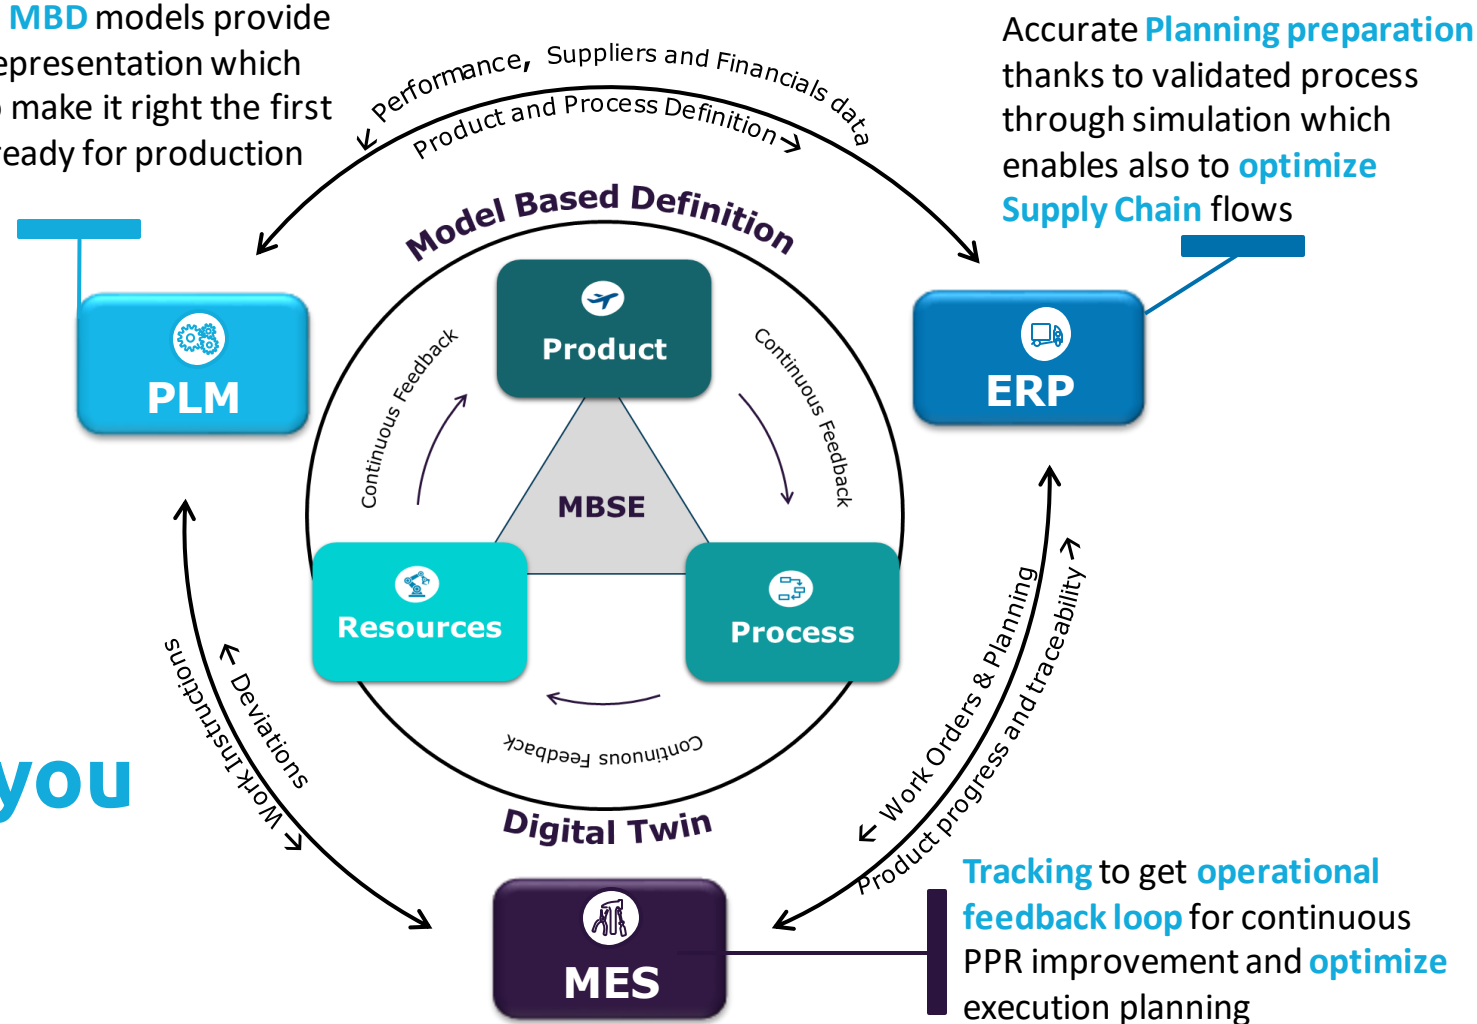 MBD models provide
epresentation which
make it right the first
ready for production
Accurate Planning preparation
thanks to validated process
through simulation which
enables also to optimize
Supply Chain flows
← Performance, Suppliers and Financials data
Product and Process Definition →
Model Based Definition
Product
Continuous Feedback
Continuous Feedback
PLM
ERP
MBSE
Resources
Process
Continuous Feedback
Digital Twin
← Deviations
Work Instructions →
← Work Orders & Planning
Product progress and traceability →
you
MES
Tracking to get operational
feedback loop for continuous
PPR improvement and optimize
execution planning